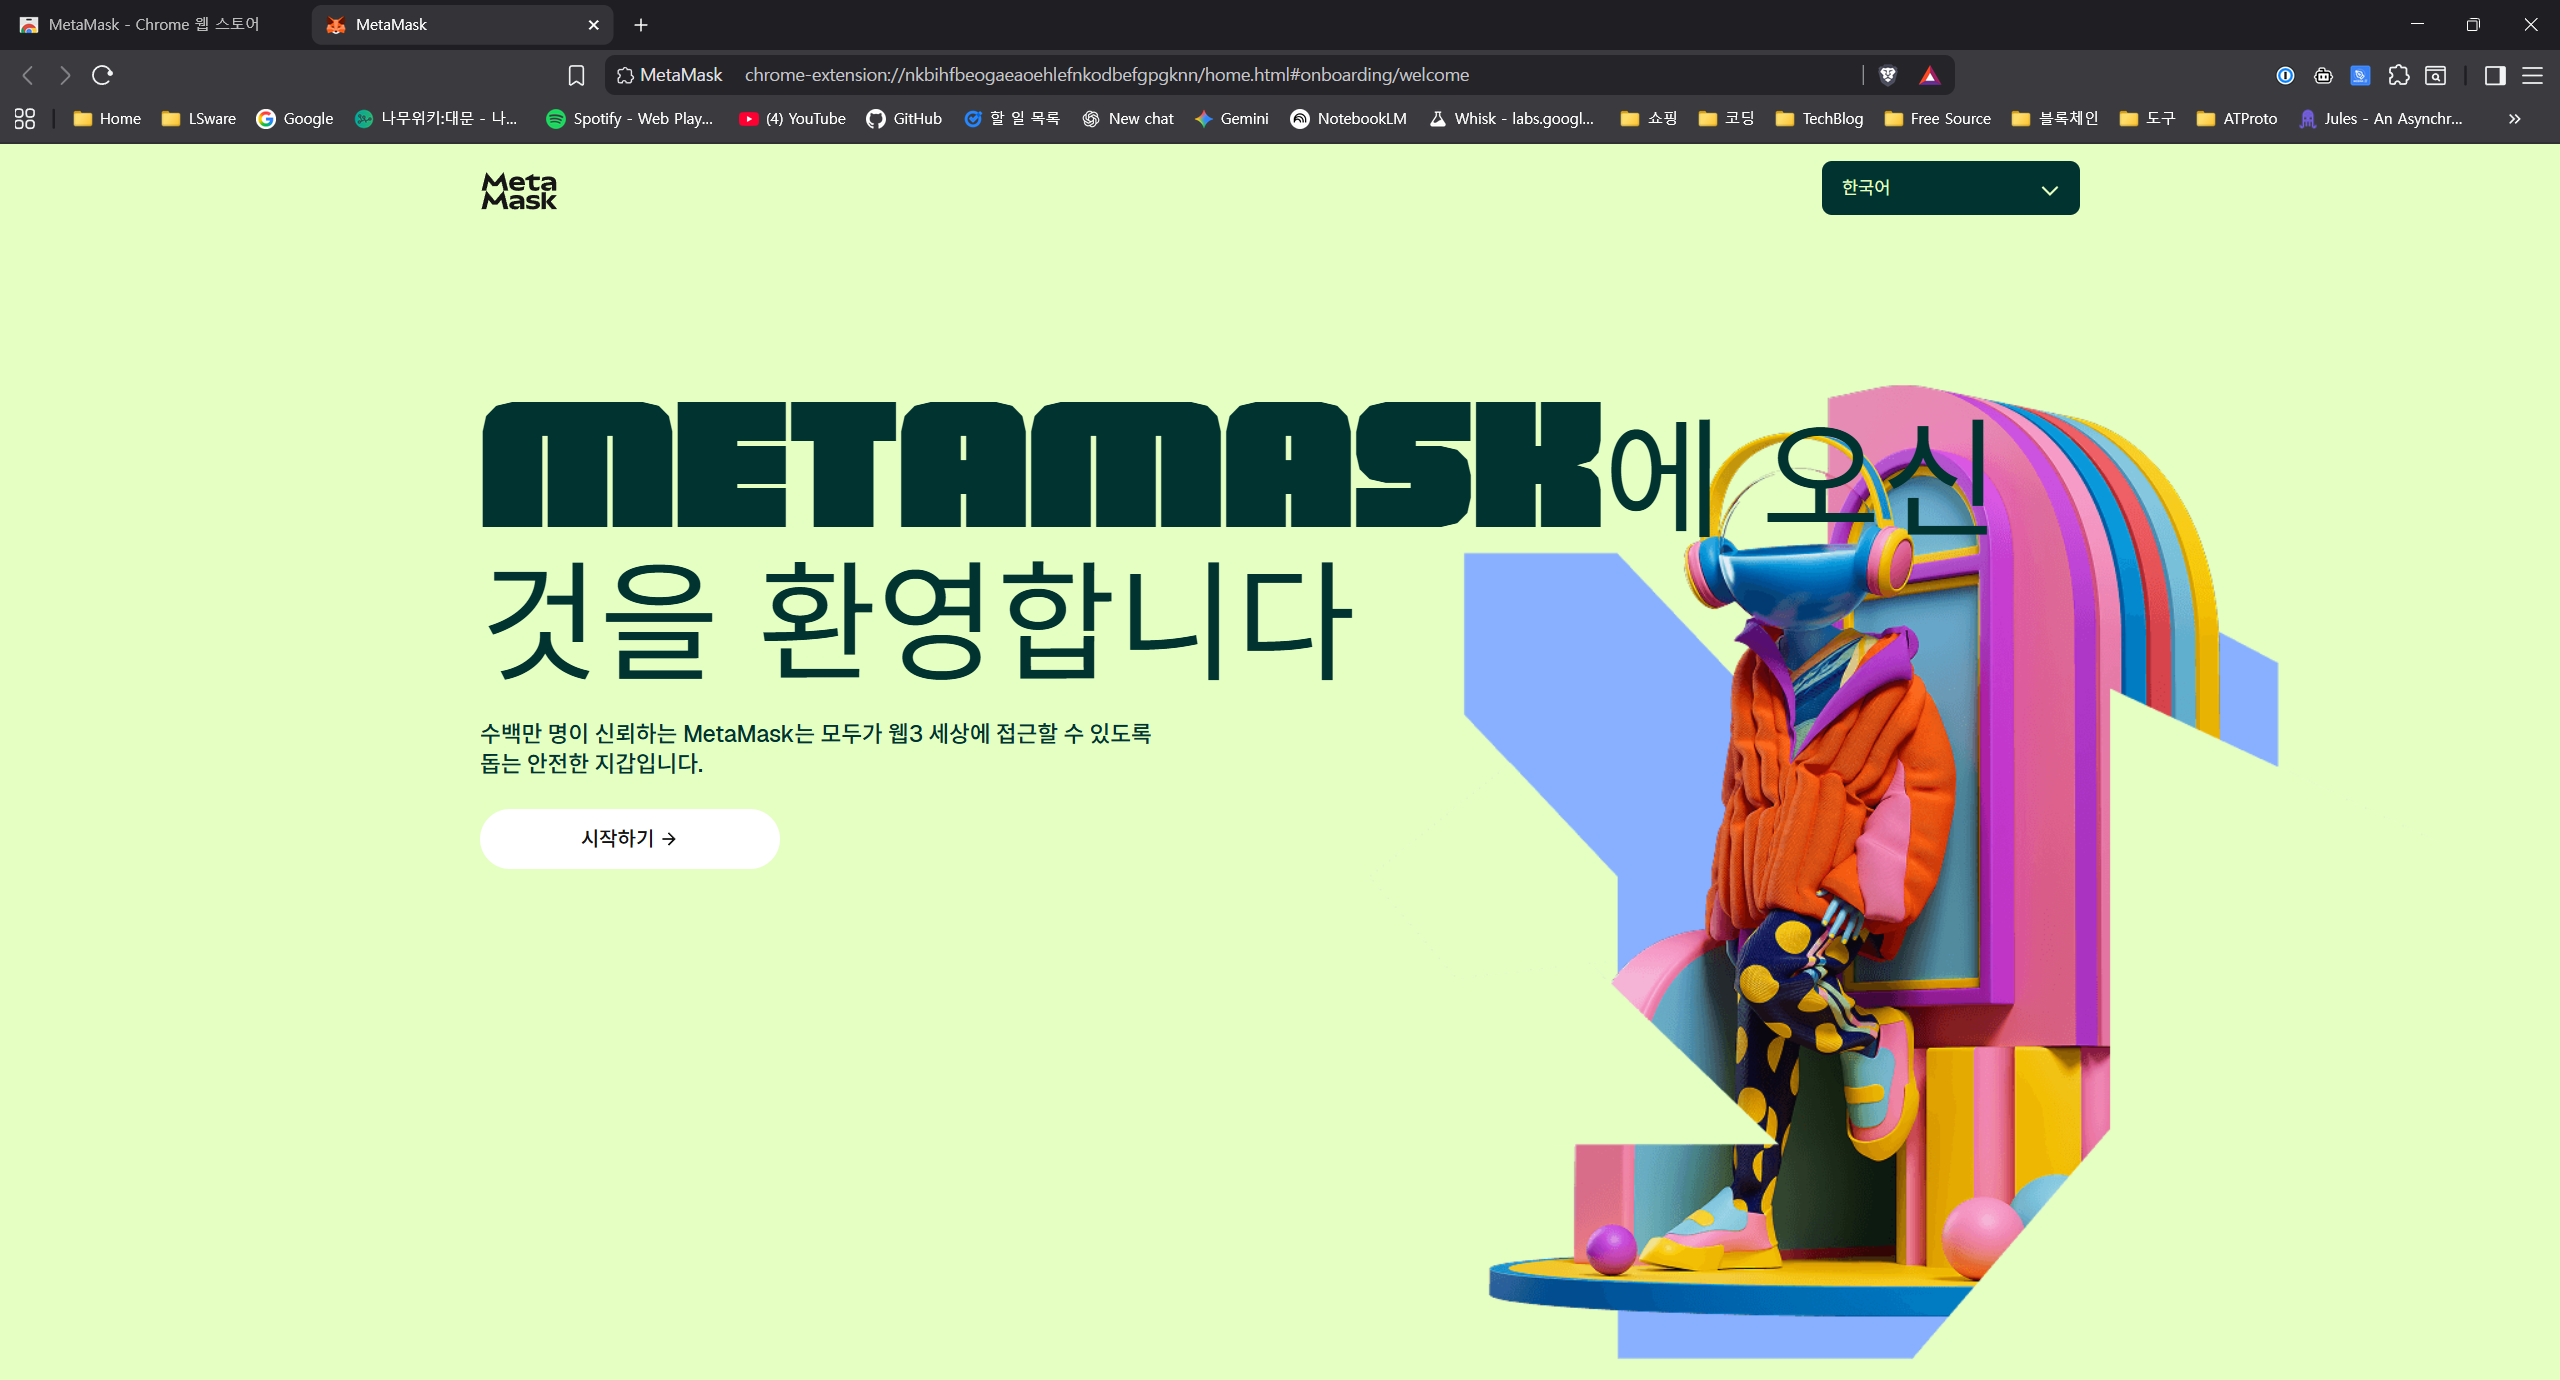 MetaMask - Chrome 웹 스토어
MetaMask
MetaMask chrome-extension://nkbihfbeogaeaoehlefnkodbefgpgknn/home.html#onboarding/welcome
Home
LSware
Google
나무위키:대문 - 나...
Spotify - Web Play...
(4) YouTube
GitHub
할 일 목록
New chat
Gemini
NotebookLM
Whisk - labs.googl...
쇼핑
코딩
TechBlog
Free Source
블록체인
도구
ATProto
Jules - An Asynchr...
Meta
Mask
한국어
METAMASK에 오신
것을 환영합니다
수백만 명이 신뢰하는 MetaMask는 모두가 웹3 세상에 접근할 수 있도록
돕는 안전한 지갑입니다.
시작하기 →